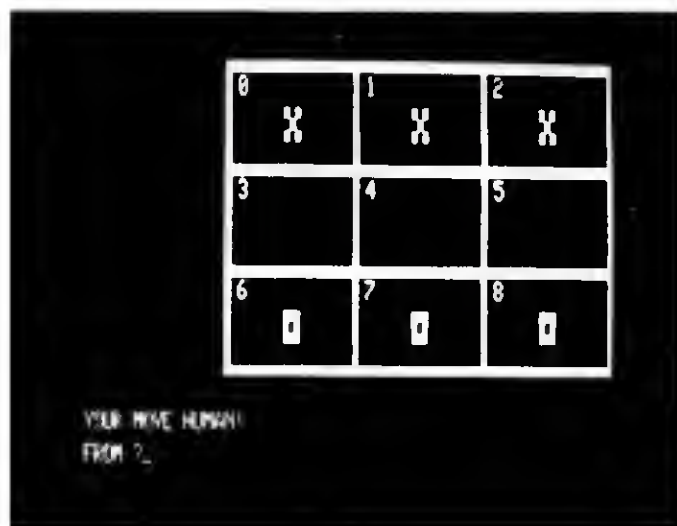 0 1 2
X X X
3 4 5
6 7 8
O O O
YOUR MOVE HUMAN!
FROM ?_